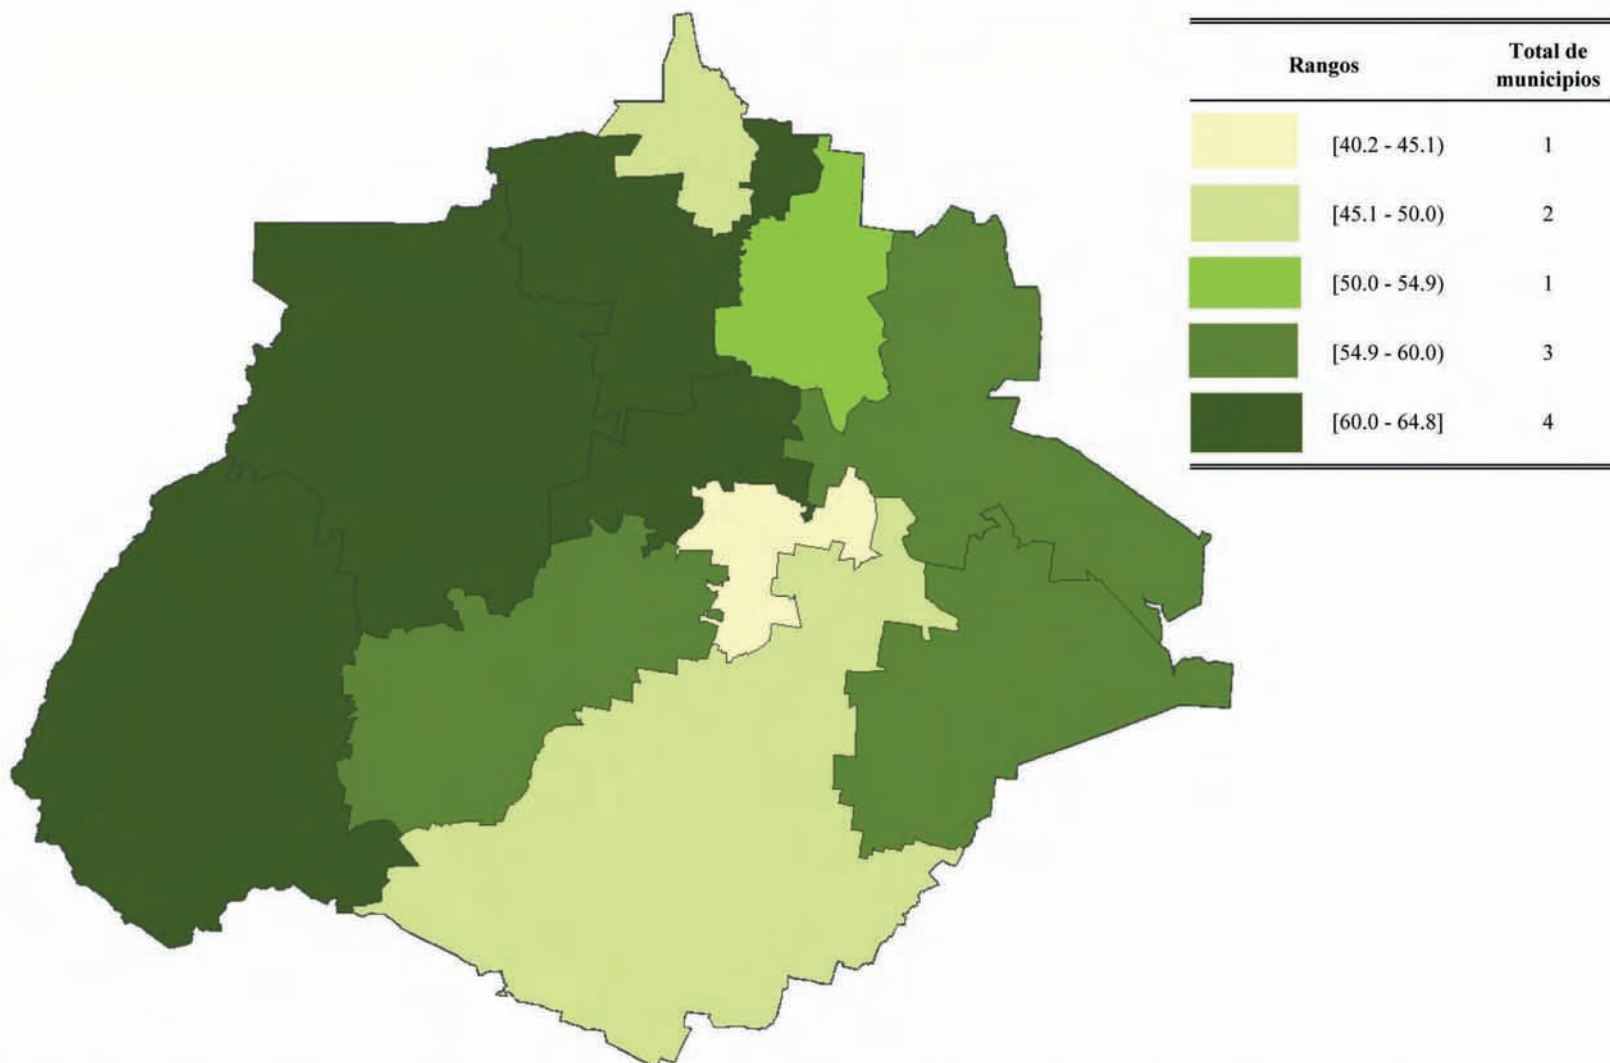 Rangos Total de
municipios
[40.2 - 45.1) 1
[45.1 - 50.0) 2
[50.0 - 54.9) 1
[54.9 - 60.0) 3
[60.0 - 64.8] 4